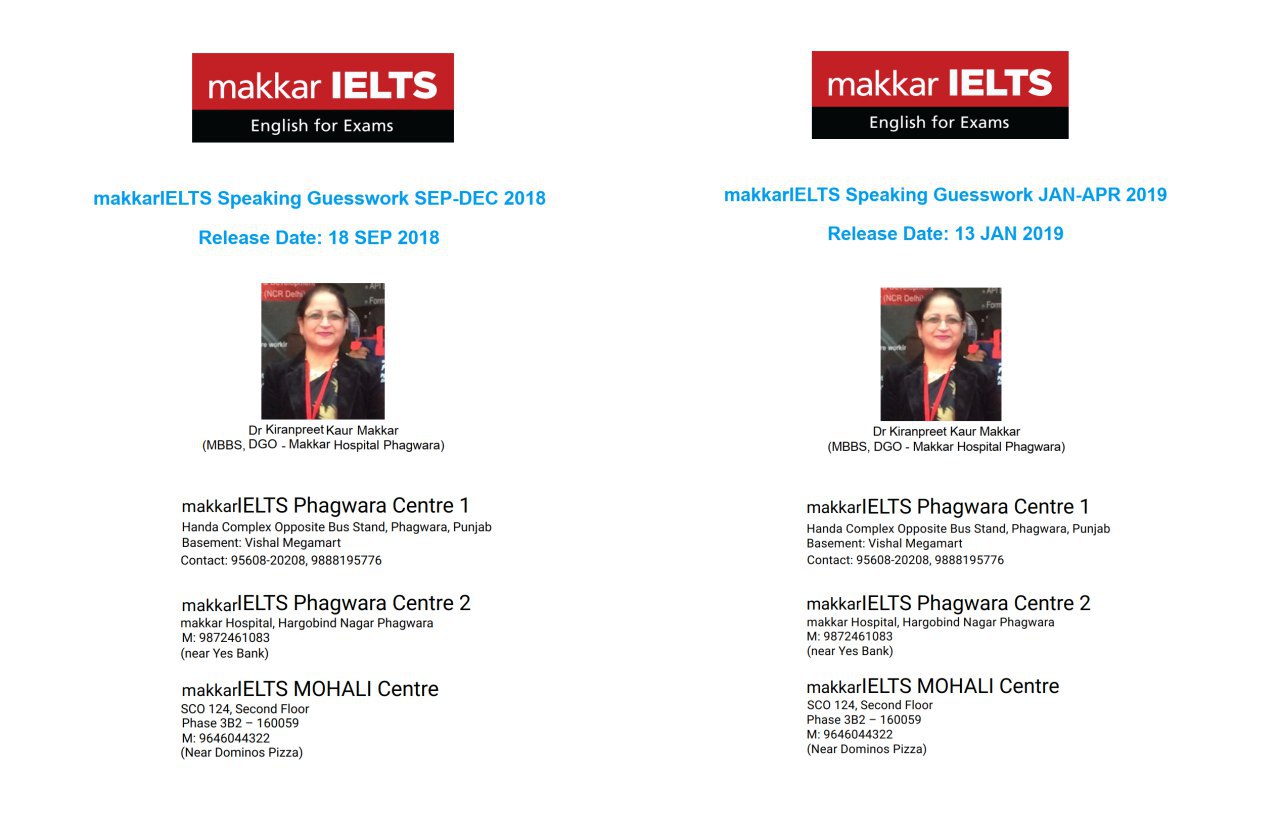 makkar IELTS
English for Exams
makkarIELTS Speaking Guesswork SEP-DEC 2018
Release Date: 18 SEP 2018
(NCR Delhi)
Form
Dr Kiranpreet Kaur Makkar
(MBBS, DGO - Makkar Hospital Phagwara)
makkarIELTS Phagwara Centre 1
Handa Complex Opposite Bus Stand, Phagwara, Punjab
Basement: Vishal Megamart
Contact: 95608-20208, 9888195776
makkarIELTS Phagwara Centre 2
makkar Hospital, Hargobind Nagar Phagwara
M: 9872461083
(near Yes Bank)
makkarIELTS MOHALI Centre
SCO 124, Second Floor
Phase 3B2 – 160059
M: 9646044322
(Near Dominos Pizza)
makkar IELTS
English for Exams
makkarIELTS Speaking Guesswork JAN-APR 2019
Release Date: 13 JAN 2019
(NCR Delhi)
Form
Dr Kiranpreet Kaur Makkar
(MBBS, DGO - Makkar Hospital Phagwara)
makkarIELTS Phagwara Centre 1
Handa Complex Opposite Bus Stand, Phagwara, Punjab
Basement: Vishal Megamart
Contact: 95608-20208, 9888195776
makkarIELTS Phagwara Centre 2
makkar Hospital, Hargobind Nagar Phagwara
M: 9872461083
(near Yes Bank)
makkarIELTS MOHALI Centre
SCO 124, Second Floor
Phase 3B2 – 160059
M: 9646044322
(Near Dominos Pizza)